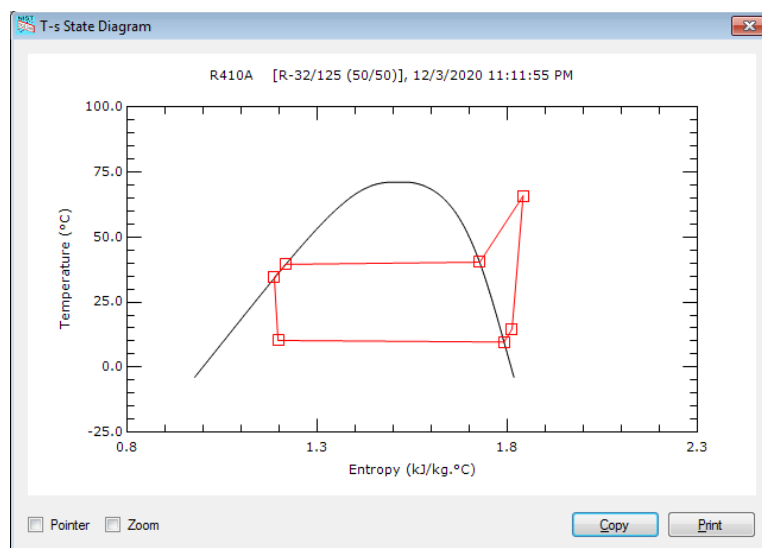 NIST
T-s State Diagram
R410A [R-32/125 (50/50)], 12/3/2020 11:11:55 PM
100.0
75.0
50.0
25.0
0.0
-25.0
Temperature (°C)
0.8 1.3 1.8 2.3
Entropy (kJ/kg.°C)
Pointer Zoom Copy Print